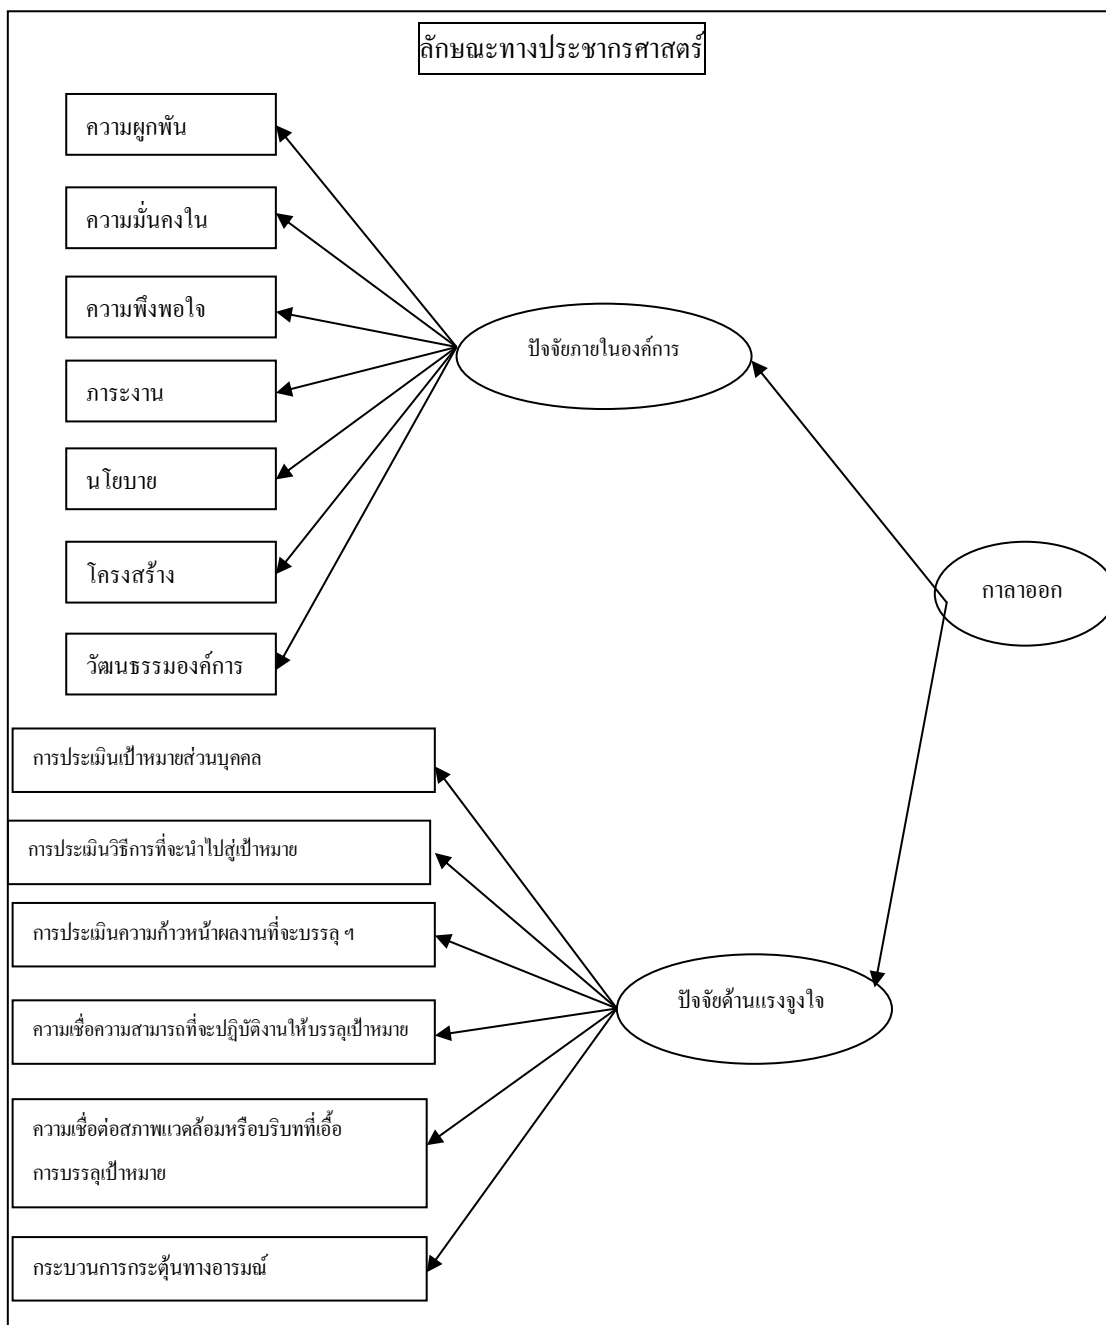 ลักษณะทางประชากรศาสตร์
ความผูกพัน
ความมั่นคงใน
ความพึงพอใจ
ภาระงาน
นโยบาย
โครงสร้าง
วัฒนธรรมองค์การ
ปัจจัยภายในองค์การ
กาลาออก
การประเมินเป้าหมายส่วนบุคคล
การประเมินวิธีการที่จะนำไปสู่เป้าหมาย
การประเมินความก้าวหน้าผลงานที่จะบรรลุ ฯ
ความเชื่อความสามารถที่จะปฏิบัติงานให้บรรลุเป้าหมาย
ความเชื่อต่อสภาพแวดล้อมหรือบริบทที่เอื้อ
การบรรลุเป้าหมาย
กระบวนการกระตุ้นทางอารมณ์
ปัจจัยด้านแรงจูงใจ